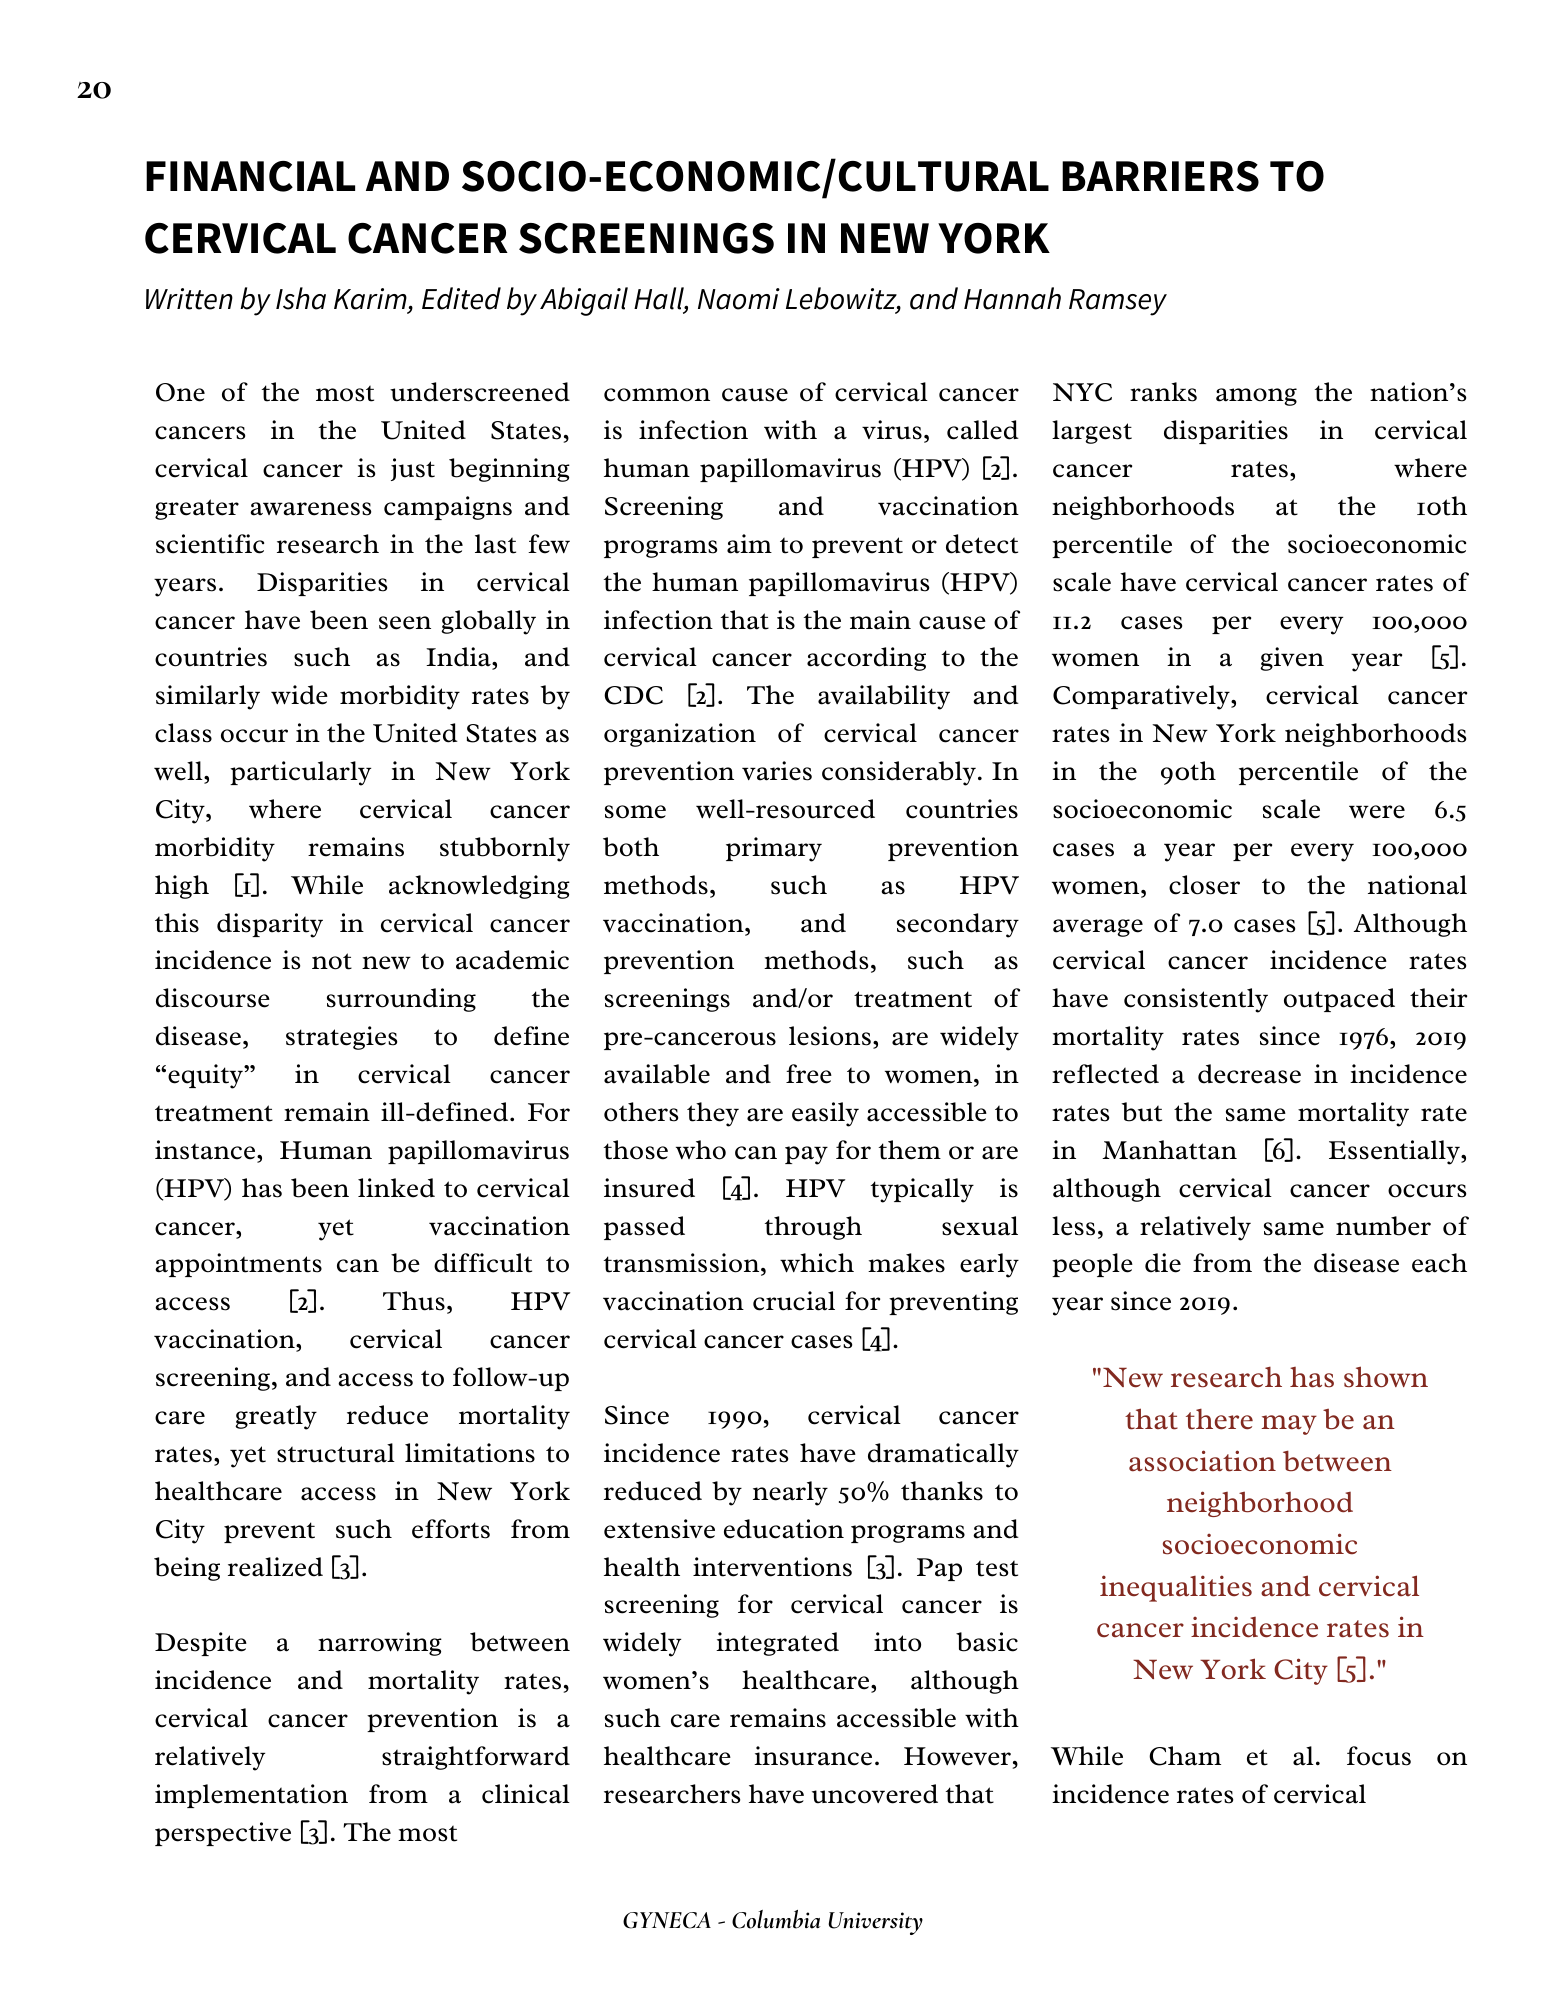 20
FINANCIAL AND SOCIO-ECONOMIC/CULTURAL BARRIERS TO
CERVICAL CANCER SCREENINGS IN NEW YORK
Written by Isha Karim, Edited by Abigail Hall, Naomi Lebowitz, and Hannah Ramsey
One of the most underscreened
cancers in the United States,
cervical cancer is just beginning
greater awareness campaigns and
scientific research in the last few
years. Disparities in cervical
cancer have been seen globally in
countries such as India, and
similarly wide morbidity rates by
class occur in the United States as
well, particularly in New York
City, where cervical cancer
morbidity remains stubbornly
high [1]. While acknowledging
this disparity in cervical cancer
incidence is not new to academic
discourse surrounding the
disease, strategies to define
“equity” in cervical cancer
treatment remain ill-defined. For
instance, Human papillomavirus
(HPV) has been linked to cervical
cancer, yet vaccination
appointments can be difficult to
access [2]. Thus, HPV
vaccination, cervical cancer
screening, and access to follow-up
care greatly reduce mortality
rates, yet structural limitations to
healthcare access in New York
City prevent such efforts from
being realized [3].
Despite a narrowing between
incidence and mortality rates,
cervical cancer prevention is a
relatively straightforward
implementation from a clinical
perspective [3]. The most
common cause of cervical cancer
is infection with a virus, called
human papillomavirus (HPV) [2].
Screening and vaccination
programs aim to prevent or detect
the human papillomavirus (HPV)
infection that is the main cause of
cervical cancer according to the
CDC [2]. The availability and
organization of cervical cancer
prevention varies considerably. In
some well-resourced countries
both primary prevention
methods, such as HPV
vaccination, and secondary
prevention methods, such as
screenings and/or treatment of
pre-cancerous lesions, are widely
available and free to women, in
others they are easily accessible to
those who can pay for them or are
insured [4]. HPV typically is
passed through sexual
transmission, which makes early
vaccination crucial for preventing
cervical cancer cases [4].
Since 1990, cervical cancer
incidence rates have dramatically
reduced by nearly 50% thanks to
extensive education programs and
health interventions [3]. Pap test
screening for cervical cancer is
widely integrated into basic
women’s healthcare, although
such care remains accessible with
healthcare insurance. However,
researchers have uncovered that
NYC ranks among the nation’s
largest disparities in cervical
cancer rates, where
neighborhoods at the 10th
percentile of the socioeconomic
scale have cervical cancer rates of
11.2 cases per every 100,000
women in a given year [5].
Comparatively, cervical cancer
rates in New York neighborhoods
in the 90th percentile of the
socioeconomic scale were 6.5
cases a year per every 100,000
women, closer to the national
average of 7.0 cases [5]. Although
cervical cancer incidence rates
have consistently outpaced their
mortality rates since 1976, 2019
reflected a decrease in incidence
rates but the same mortality rate
in Manhattan [6]. Essentially,
although cervical cancer occurs
less, a relatively same number of
people die from the disease each
year since 2019.
"New research has shown
that there may be an
association between
neighborhood
socioeconomic
inequalities and cervical
cancer incidence rates in
New York City [5]."
While Cham et al. focus on
incidence rates of cervical
GYNECA - Columbia University